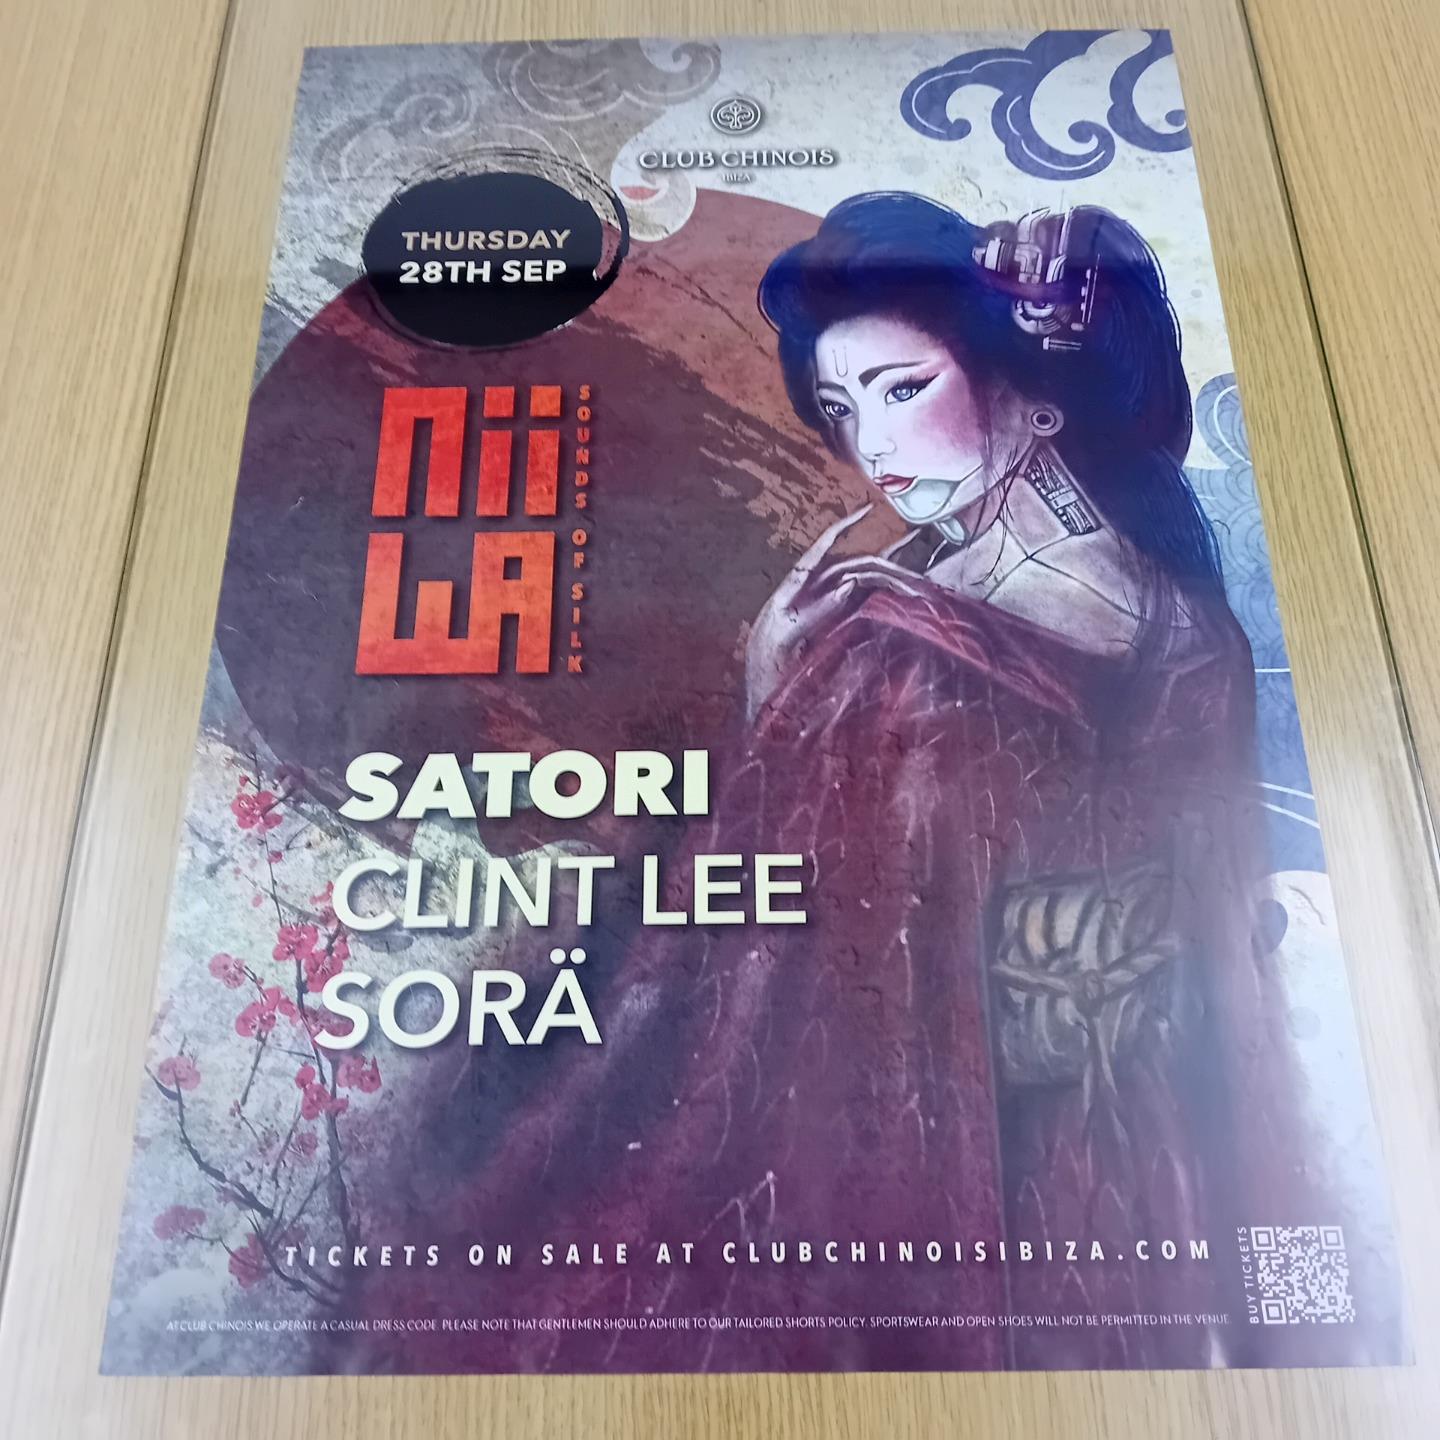 CLUB CHINOIS
IBIZA
THURSDAY
28TH SEP
nii
WA
SOUNDS OF SILK
SATORI
CLINT LEE
SORÄ
TICKETS ON SALE AT CLUBCHINOISIBIZA.COM
BUY TICKETS
AT CLUB CHINOIS WE OPERATE A CASUAL DRESS CODE. PLEASE NOTE THAT GENTLEMEN SHOULD ADHERE TO OUR TAILORED SHORTS POLICY. SPORTSWEAR AND OPEN SHOES WILL NOT BE PERMITTED IN THE VENUE.